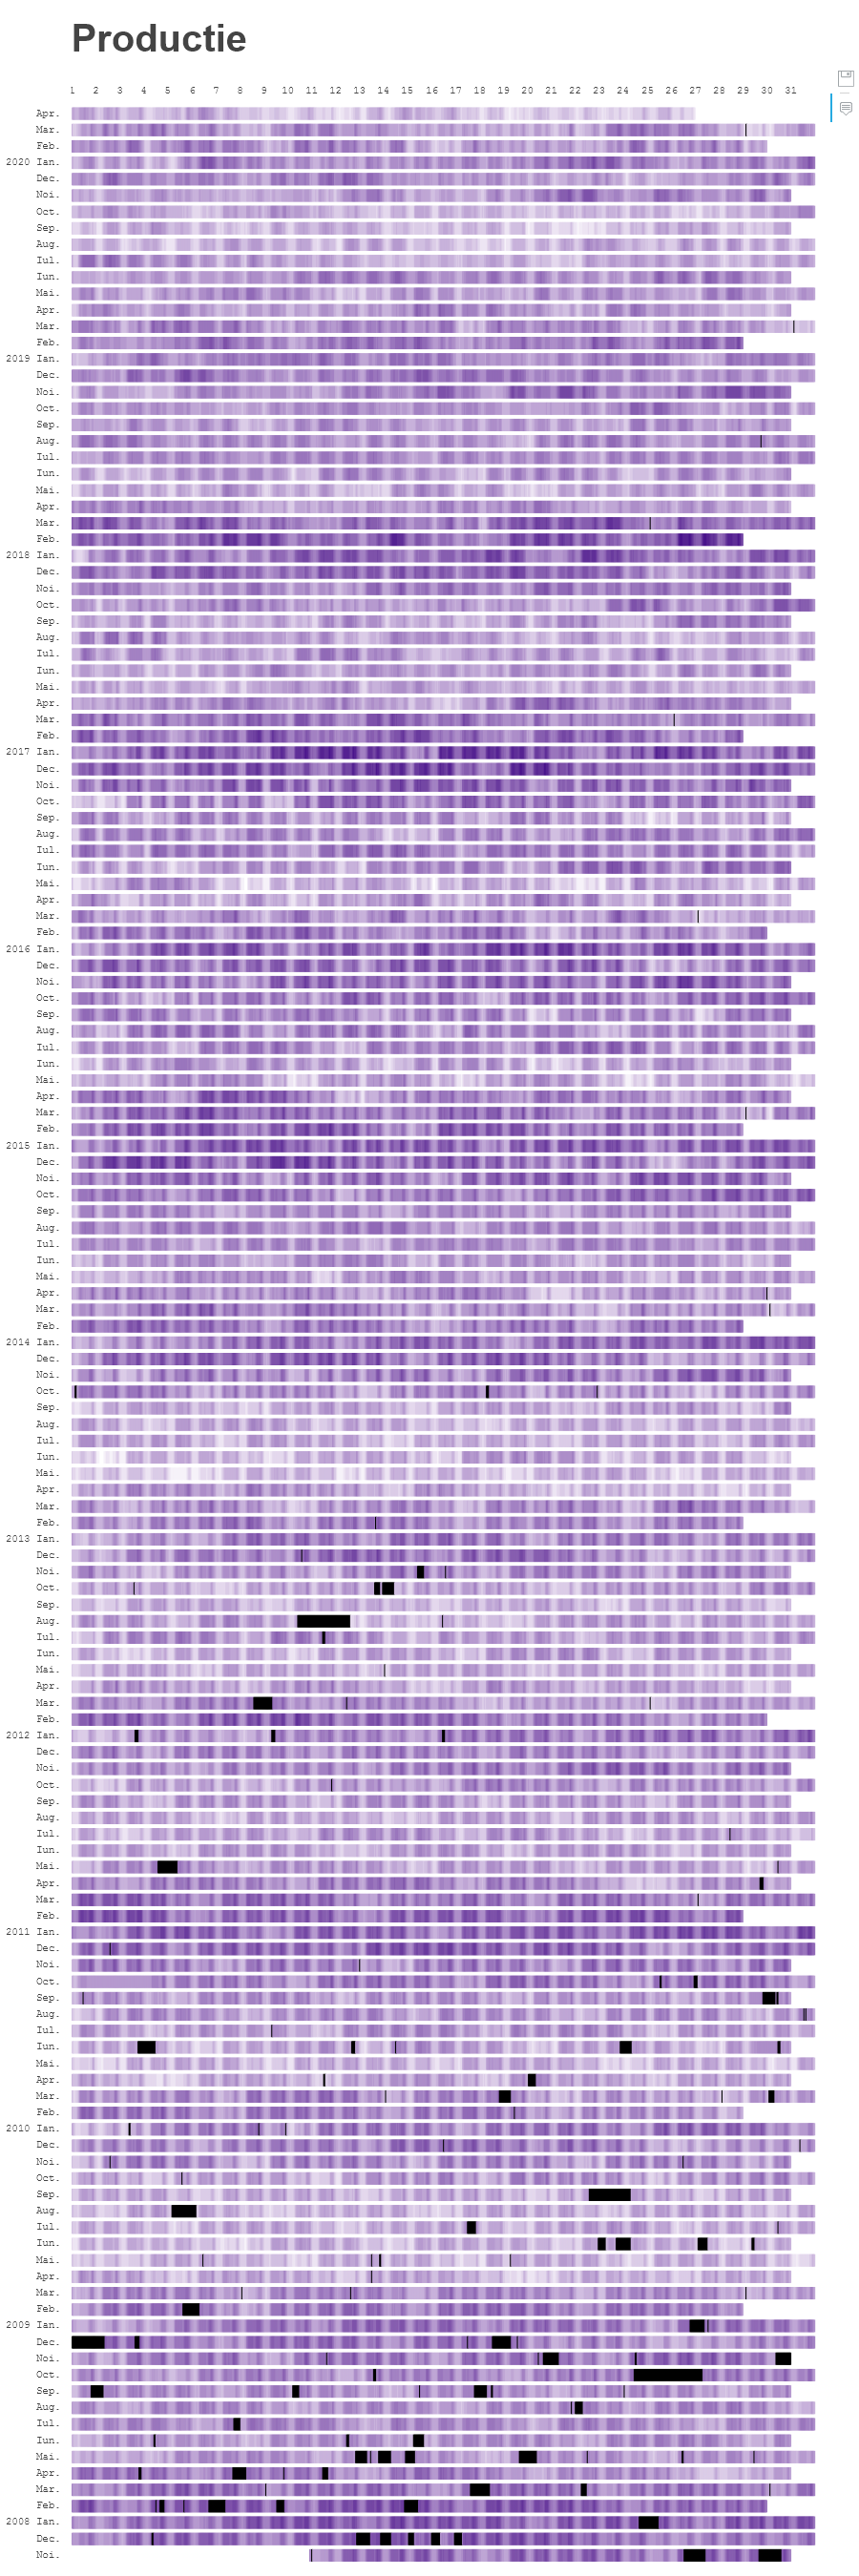 Productie
1 2 3 4 5 6 7 8 9 10 11 12 13 14 15 16 17 18 19 20 21 22 23 24 25 26 27 28 29 30 31
Apr.
Mar.
Feb.
2020 Ian.
Dec.
Noi.
Oct.
Sep.
Aug.
Iul.
Iun.
Mai.
Apr.
Mar.
Feb.
2019 Ian.
Dec.
Noi.
Oct.
Sep.
Aug.
Iul.
Iun.
Mai.
Apr.
Mar.
Feb.
2018 Ian.
Dec.
Noi.
Oct.
Sep.
Aug.
Iul.
Iun.
Mai.
Apr.
Mar.
Feb.
2017 Ian.
Dec.
Noi.
Oct.
Sep.
Aug.
Iul.
Iun.
Mai.
Apr.
Mar.
Feb.
2016 Ian.
Dec.
Noi.
Oct.
Sep.
Aug.
Iul.
Iun.
Mai.
Apr.
Mar.
Feb.
2015 Ian.
Dec.
Noi.
Oct.
Sep.
Aug.
Iul.
Iun.
Mai.
Apr.
Mar.
Feb.
2014 Ian.
Dec.
Noi.
Oct.
Sep.
Aug.
Iul.
Iun.
Mai.
Apr.
Mar.
Feb.
2013 Ian.
Dec.
Noi.
Oct.
Sep.
Aug.
Iul.
Iun.
Mai.
Apr.
Mar.
Feb.
2012 Ian.
Dec.
Noi.
Oct.
Sep.
Aug.
Iul.
Iun.
Mai.
Apr.
Mar.
Feb.
2011 Ian.
Dec.
Noi.
Oct.
Sep.
Aug.
Iul.
Iun.
Mai.
Apr.
Mar.
Feb.
2010 Ian.
Dec.
Noi.
Oct.
Sep.
Aug.
Iul.
Iun.
Mai.
Apr.
Mar.
Feb.
2009 Ian.
Dec.
Noi.
Oct.
Sep.
Aug.
Iul.
Iun.
Mai.
Apr.
Mar.
Feb.
2008 Ian.
Dec.
Noi.